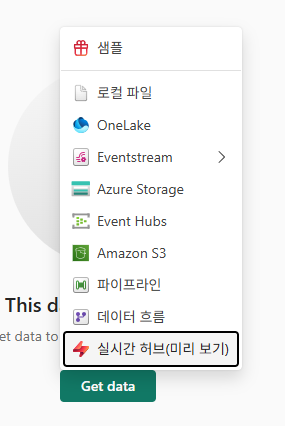 샘플
로컬 파일
OneLake
Eventstream
Azure Storage
Event Hubs
Amazon S3
파이프라인
데이터 흐름
This d
et data to
실시간 허브(미리 보기)
Get data